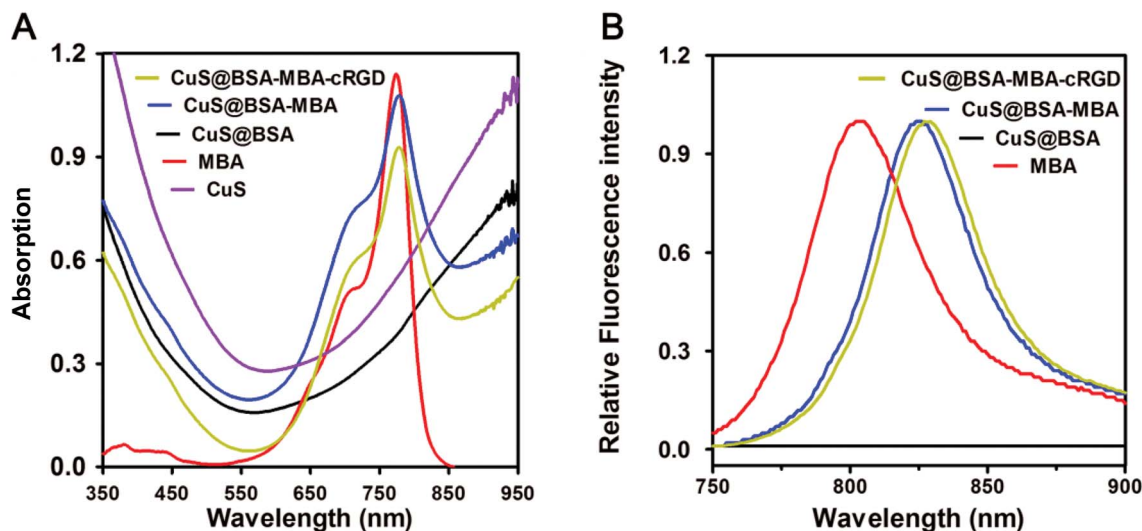 A
Absorption
1.2
0.9
0.6
0.3
0.0
CuS@BSA-MBA-cRGD
CuS@BSA-MBA
CuS@BSA
MBA
CuS
350 450 550 650 750 850 950
Wavelength (nm)
B
Relative Fluorescence intensity
1.2
0.9
0.6
0.3
0.0
CuS@BSA-MBA-cRGD
CuS@BSA-MBA
CuS@BSA
MBA
750 800 850 900
Wavelength (nm)